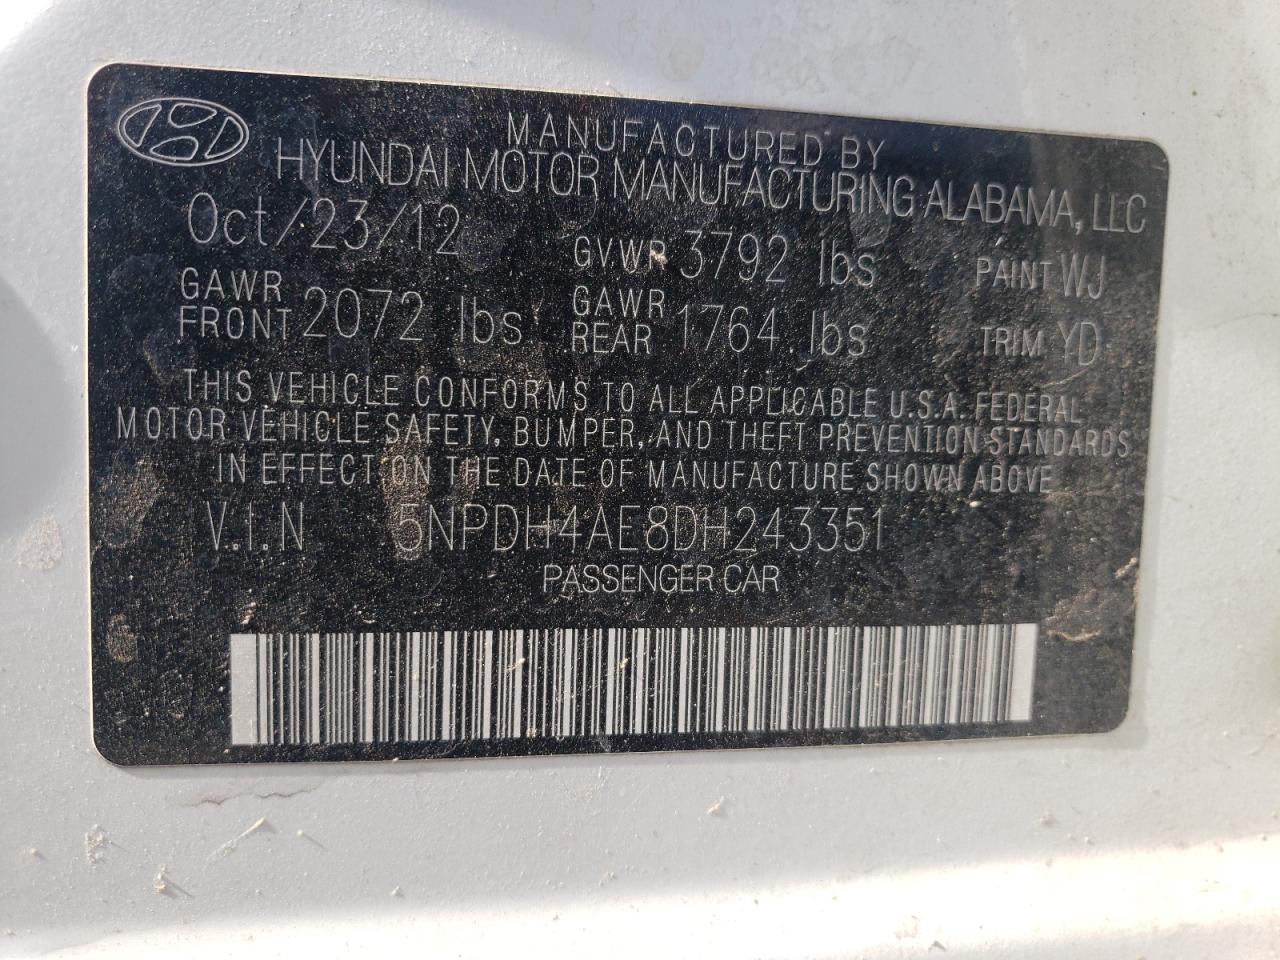 MANUFACTURED BY
HYUNDAI MOTOR MANUFACTURING ALABAMA, LLC
Oct/23/12 GVWR 3792 lbs PAINT WJ
GAWR FRONT 2072 lbs GAWR REAR 1764 lbs TRIM YD
THIS VEHICLE CONFORMS TO ALL APPLICABLE U.S.A. FEDERAL
MOTOR VEHICLE SAFETY, BUMPER, AND THEFT PREVENTION STANDARDS
IN EFFECT ON THE DATE OF MANUFACTURE SHOWN ABOVE
V.I.N 5NPDH4AE8DH243351
PASSENGER CAR